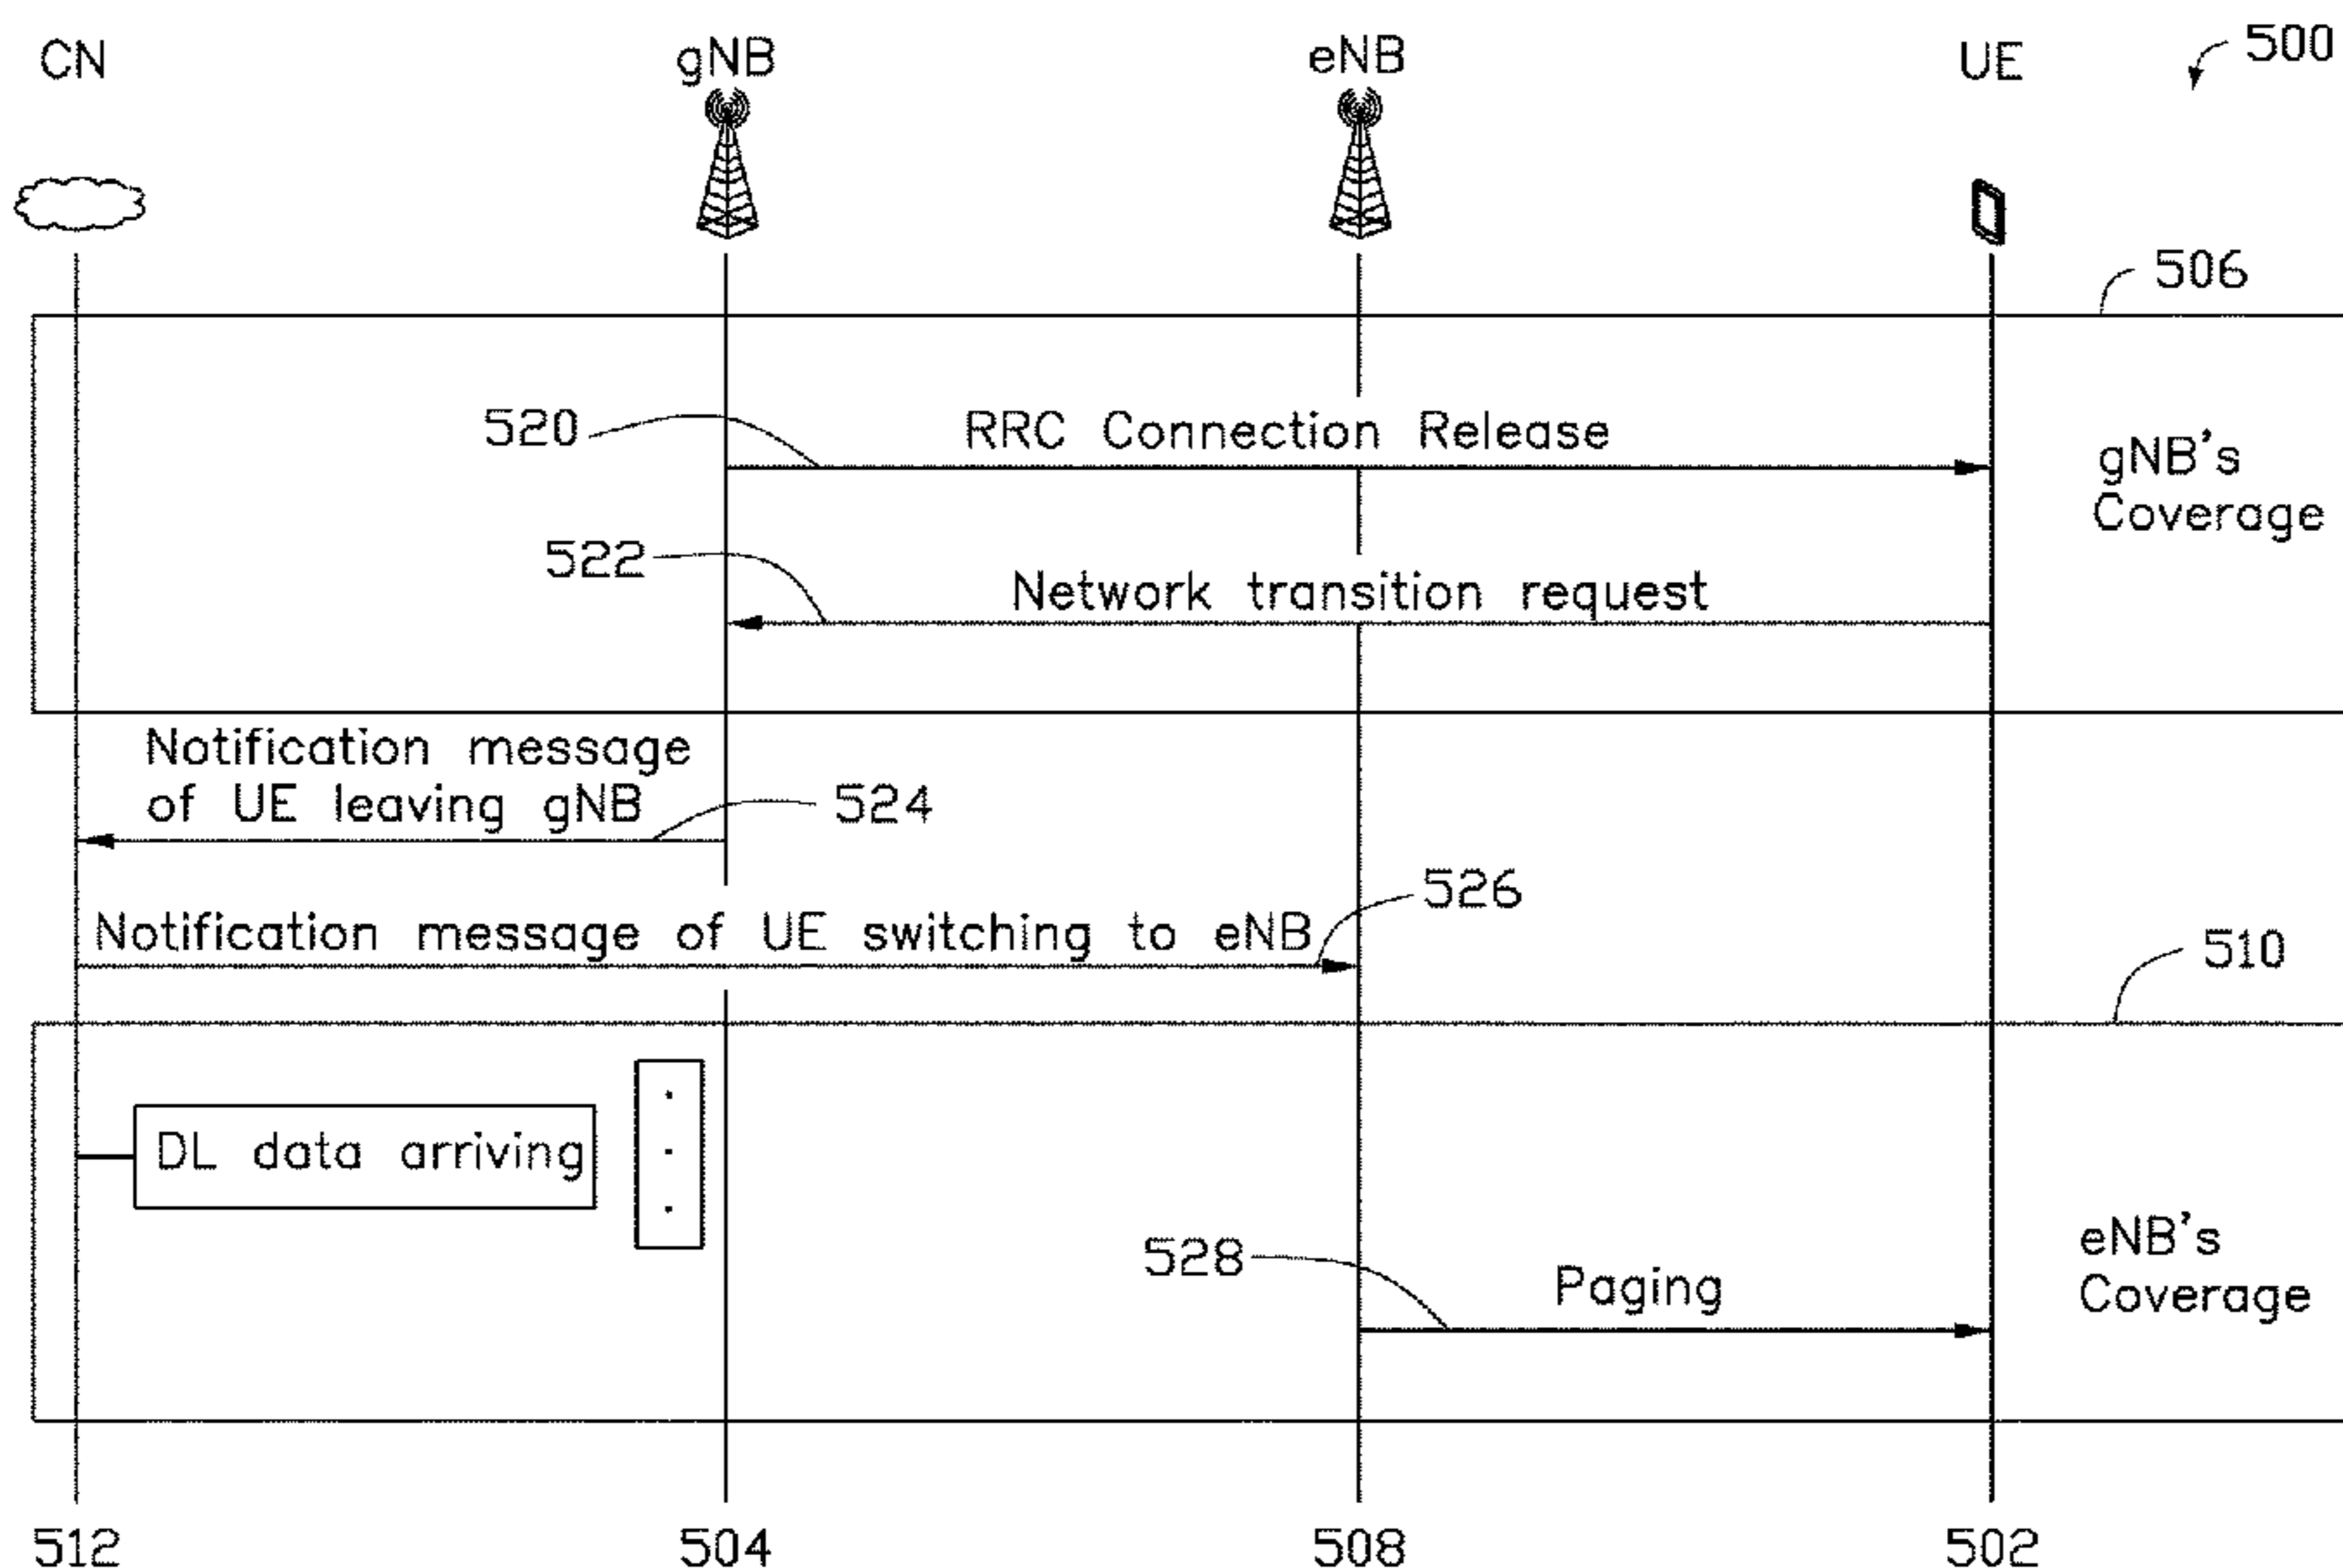 CN
gNB
eNB
UE
500
506
520
RRC Connection Release
gNB's
Coverage
522
Network transition request
Notification message
of UE leaving gNB
524
526
Notification message of UE switching to eNB
510
DL data arriving
528
Paging
eNB's
Coverage
512
504
508
502